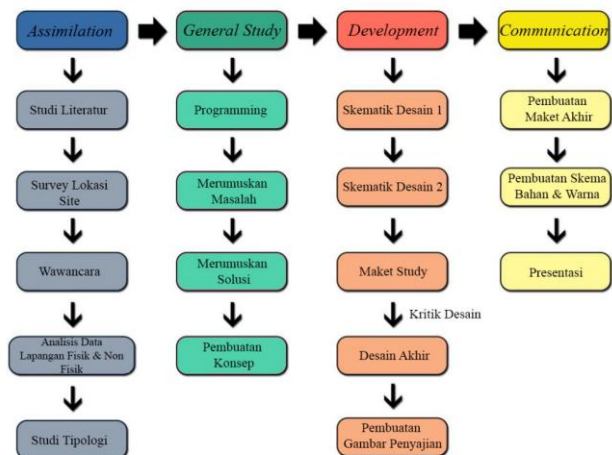 Assimilation
General Study
Development
Communication
Studi Literatur
Survey Lokasi
Site
Wawancara
Analisis Data
Lapangan Fisik & Non
Fisik
Studi Tipologi
Programming
Merumuskan
Masalah
Merumuskan
Solusi
Pembuatan
Konsep
Skematik Desain 1
Skematik Desain 2
Maket Study
Kritik Desain
Desain Akhir
Pembuatan
Gambar Penyajian
Pembuatan
Maket Akhir
Pembuatan Skema
Bahan & Warna
Presentasi